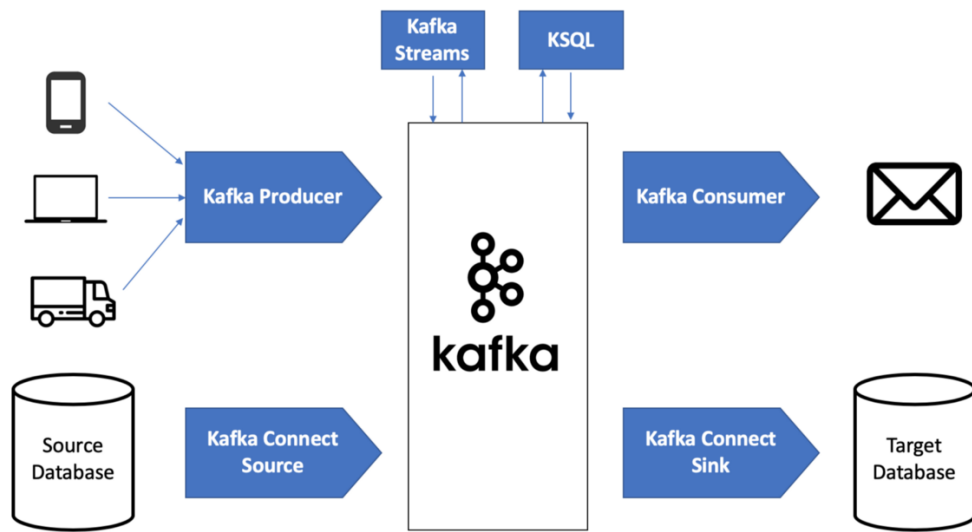 Kafka
Streams
KSQL
Kafka Producer
Kafka Consumer
kafka
Source
Database
Kafka Connect
Source
Kafka Connect
Sink
Target
Database